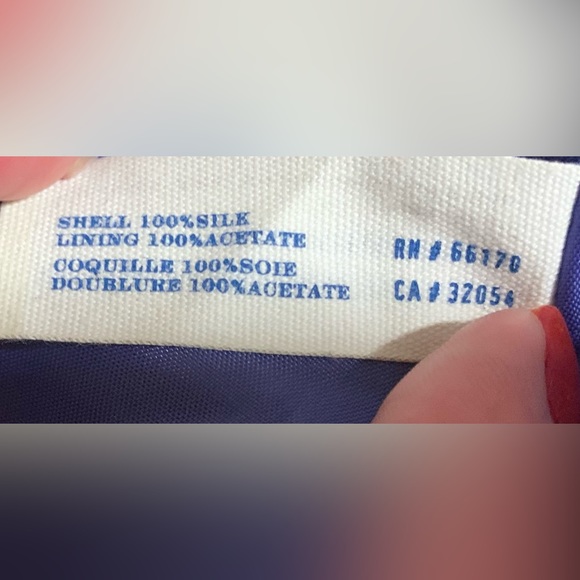 SHELL 100%SILK
LINING 100%ACETATE
COQUILLE 100%SOIE
DOUBLURE 100%ACETATE
RN # 66170
CA # 32054